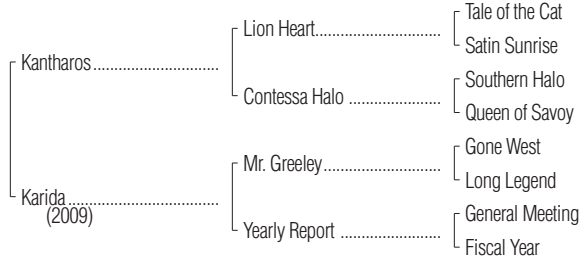 Tale of the Cat
Lion Heart
Satin Sunrise
Kantharos
Southern Halo
Contessa Halo
Queen of Savoy
Gone West
Mr. Greeley
Long Legend
Karida
(2009)
General Meeting
Yearly Report
Fiscal Year